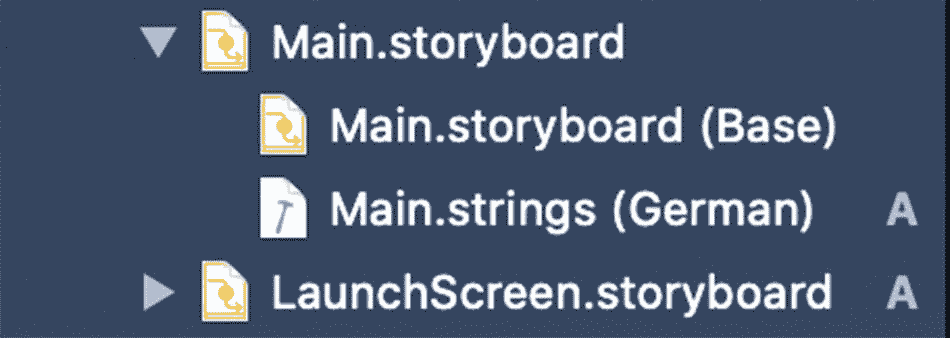 Main.storyboard
Main.storyboard (Base)
Main.strings (German) A
LaunchScreen.storyboard A